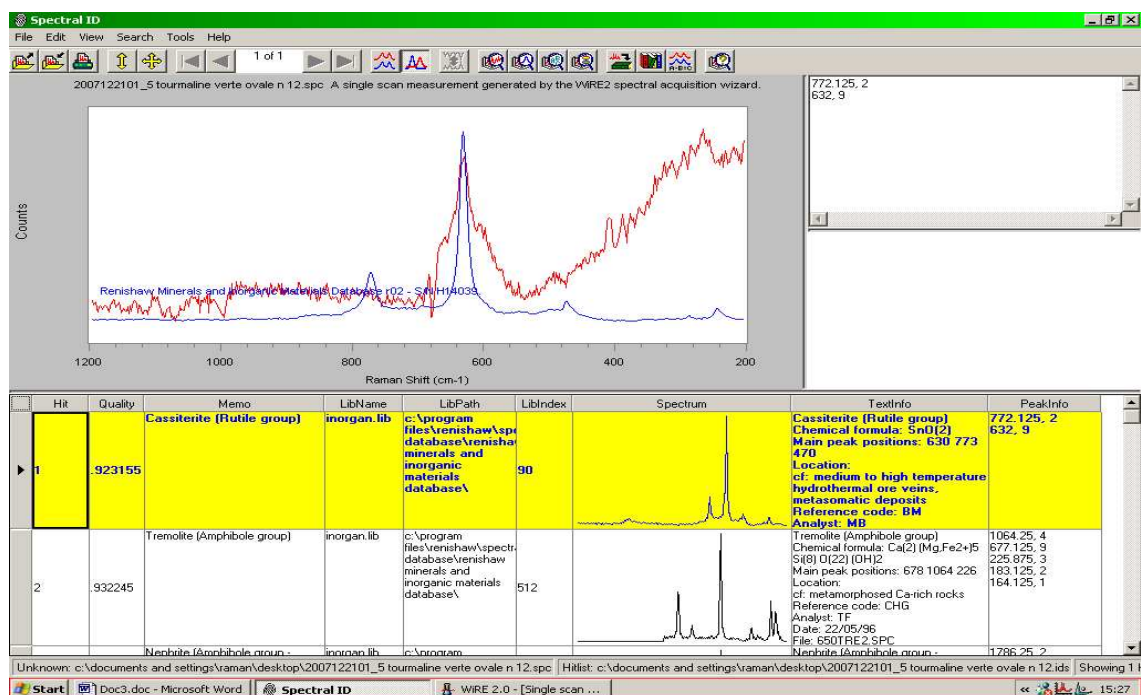 Spectral ID
File Edit View Search Tools Help
1 of 1
2007122101_5 tourmaline verte ovale n 12.spc A single scan measurement generated by the WiRE2 spectral acquisition wizard.
772.125, 2
632, 9
Counts
Renishaw Minerals and Inorganic Materials Database r02 - S/N H14039
1200 1000 800 600 400 200
Raman Shift (cm-1)
Hit Quality Memo LibName LibPath LibIndex Spectrum TextInfo PeakInfo
1 .923155 Cassiterite (Rutile group) inorgan.lib 90
c:\program
files\renishaw\spe
database\renisha
minerals and
inorganic
materials
database\
Cassiterite (Rutile group)
Chemical formula: SnO(2)
Main peak positions: 630 773
470
Location:
cf: medium to high temperature
hydrothermal ore veins,
metasomatic deposits
Reference code: BM
Analyst: MB
772.125, 2
632, 9
2 .932245 Tremolite (Amphibole group) inorgan.lib 512
c:\program
files\renishaw\spectr
database\renishaw
minerals and
inorganic materials
database\
Tremolite (Amphibole group)
Chemical formula: Ca(2) (Mg,Fe2+)5
Si(8) O(22) (OH)2
Main peak positions: 678 1064 226
Location:
cf: metamorphosed Ca-rich rocks
Reference code: CHG
Analyst: TF
Date: 22/05/96
File: 650TRE2.SPC
1064.25, 4
677.125, 9
225.875, 3
183.125, 2
164.125, 1
Nephrite (Amphibole group - inorgan.lib c:\program Nephrite (Amphibole group - 1786.25, 2
Unknown: c:\documents and settings\raman\desktop\2007122101_5 tourmaline verte ovale n 12.spc Hitlist: c:\documents and settings\raman\desktop\2007122101_5 tourmaline verte ovale n 12.ids Showing 1
Start Doc3.doc - Microsoft Word Spectral ID WiRE 2.0 - [Single scan ... 15:27